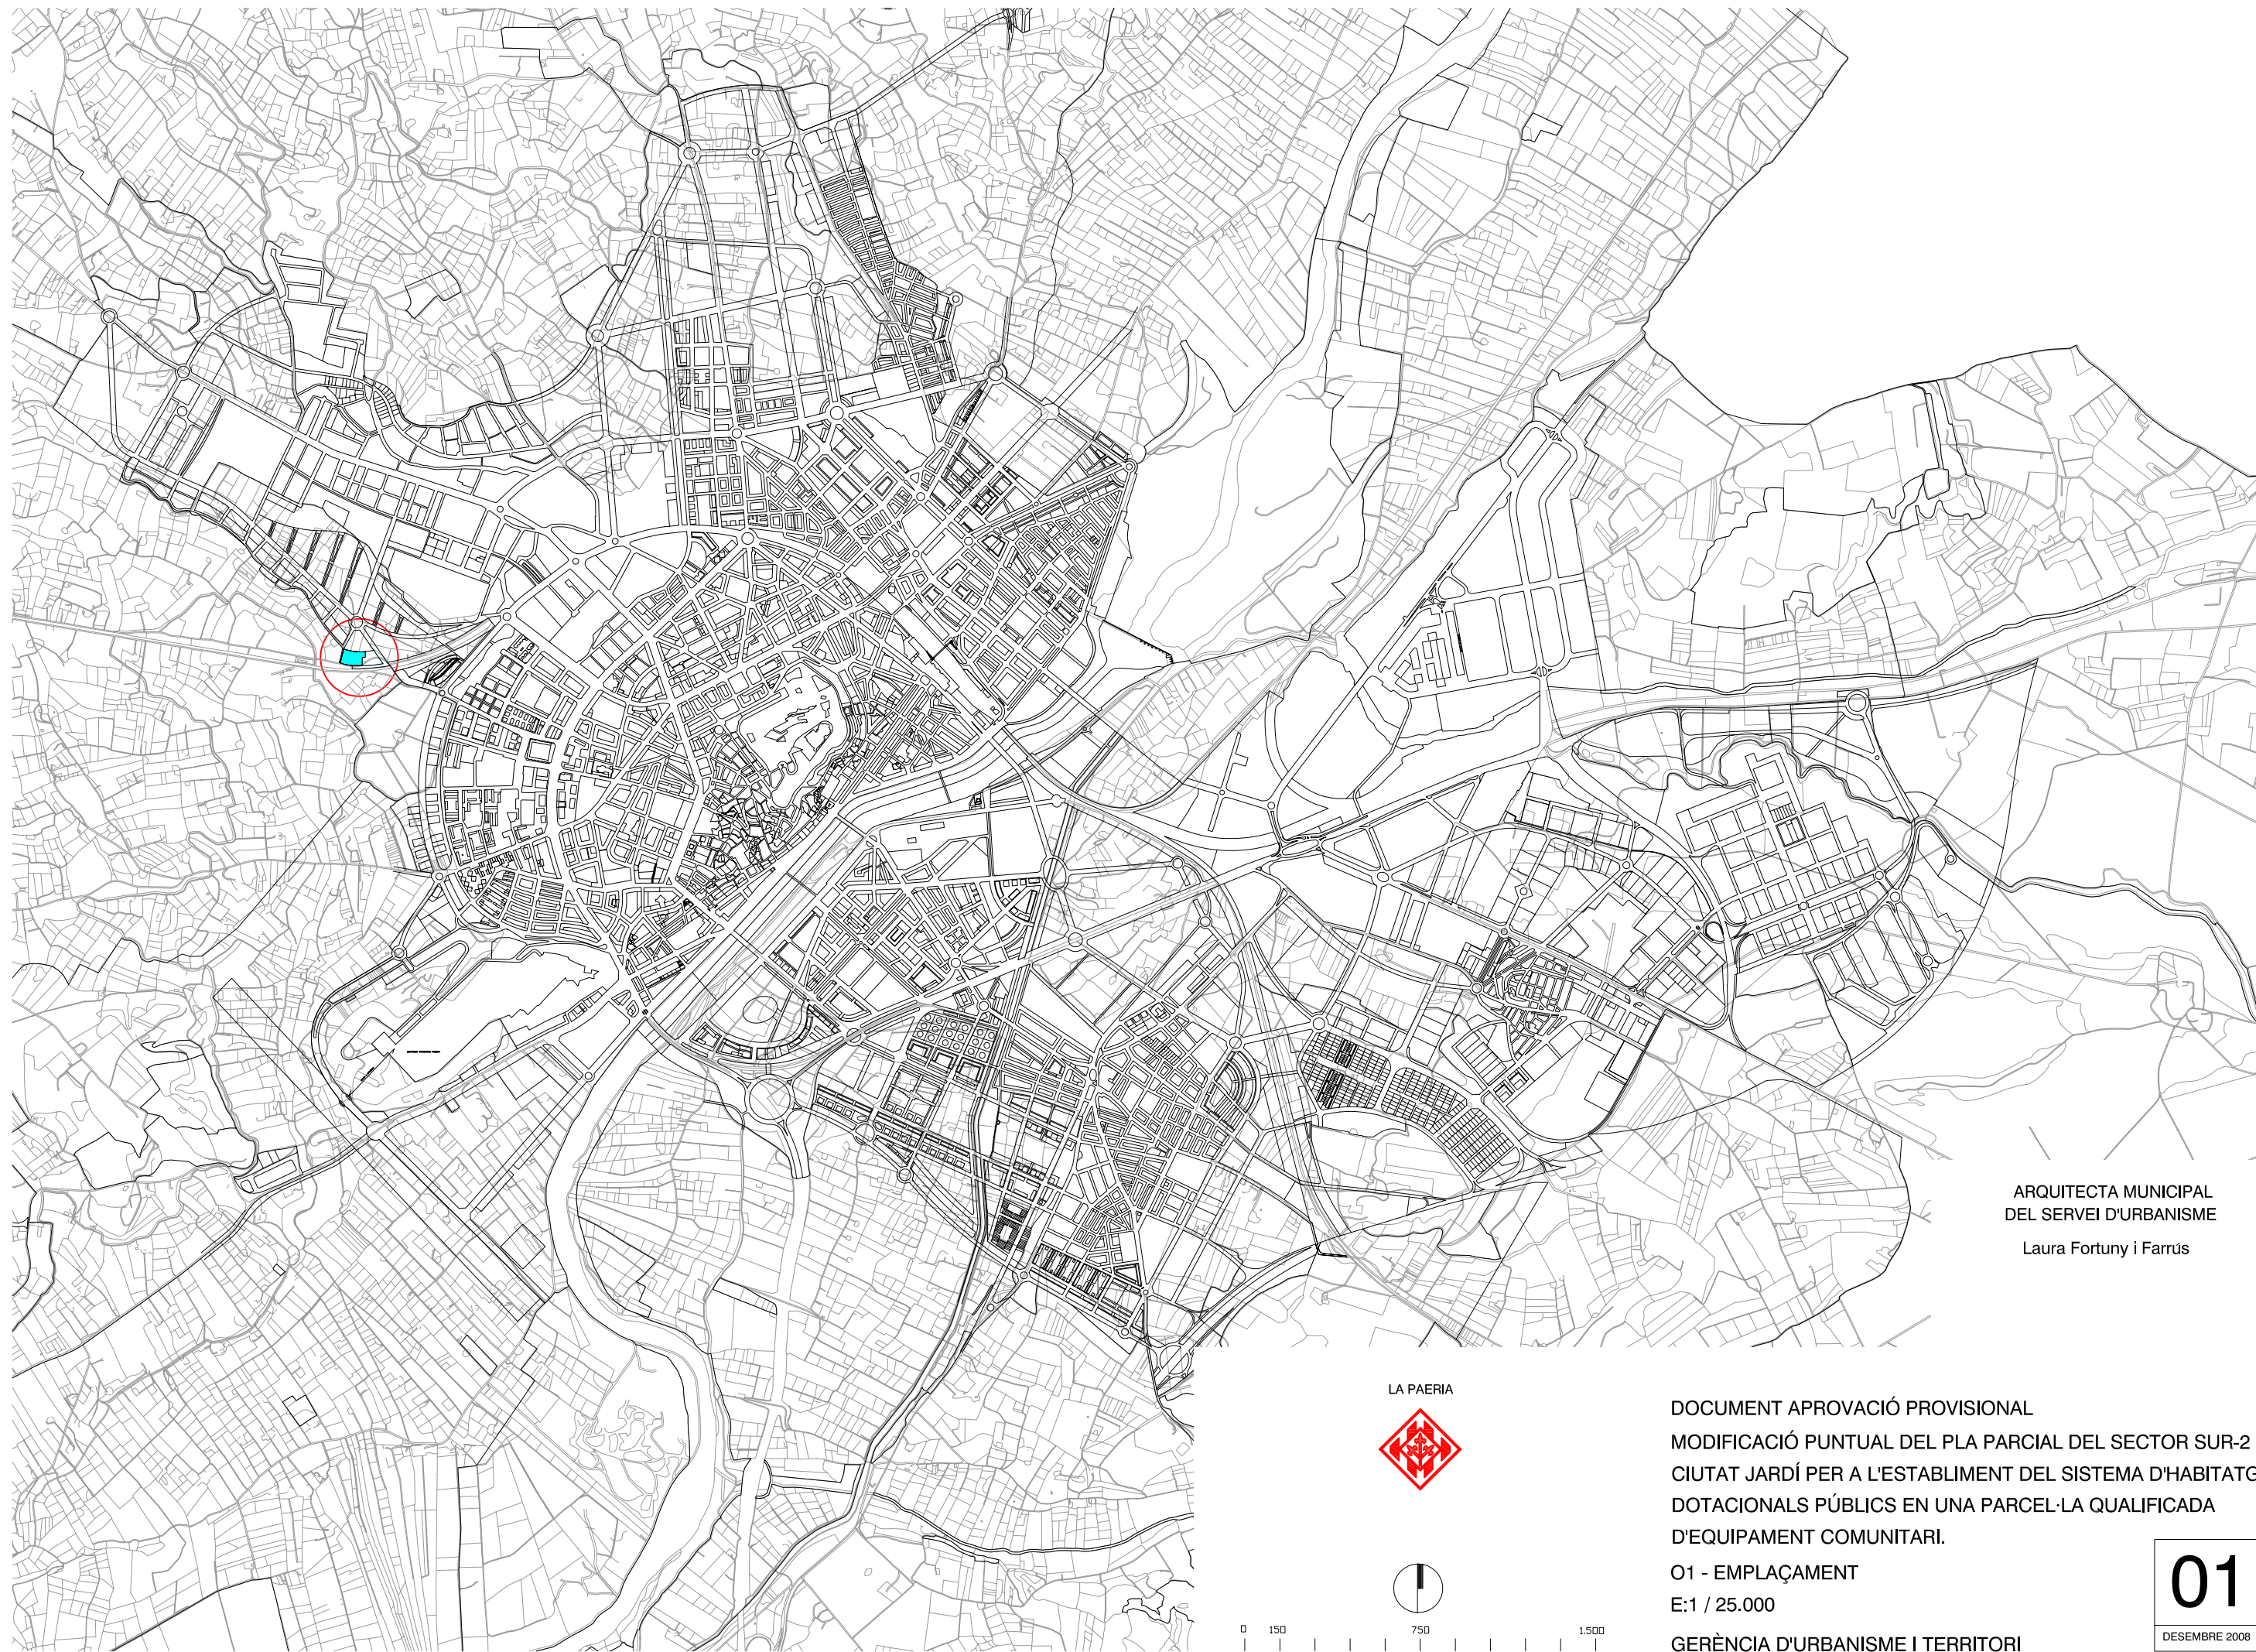 ARQUITECTA MUNICIPAL
DEL SERVEI D'URBANISME
Laura Fortuny i Farrús
LA PAERIA
DOCUMENT APROVACIÓ PROVISIONAL
MODIFICACIÓ PUNTUAL DEL PLA PARCIAL DEL SECTOR SUR-2
CIUTAT JARDÍ PER A L'ESTABLIMENT DEL SISTEMA D'HABITATG
DOTACIONALS PÚBLICS EN UNA PARCEL·LA QUALIFICADA
D'EQUIPAMENT COMUNITARI.
O1 - EMPLAÇAMENT
E:1 / 25.000
GERÈNCIA D'URBANISME I TERRITORI
01
DESEMBRE 2008
0 150 750 1.500